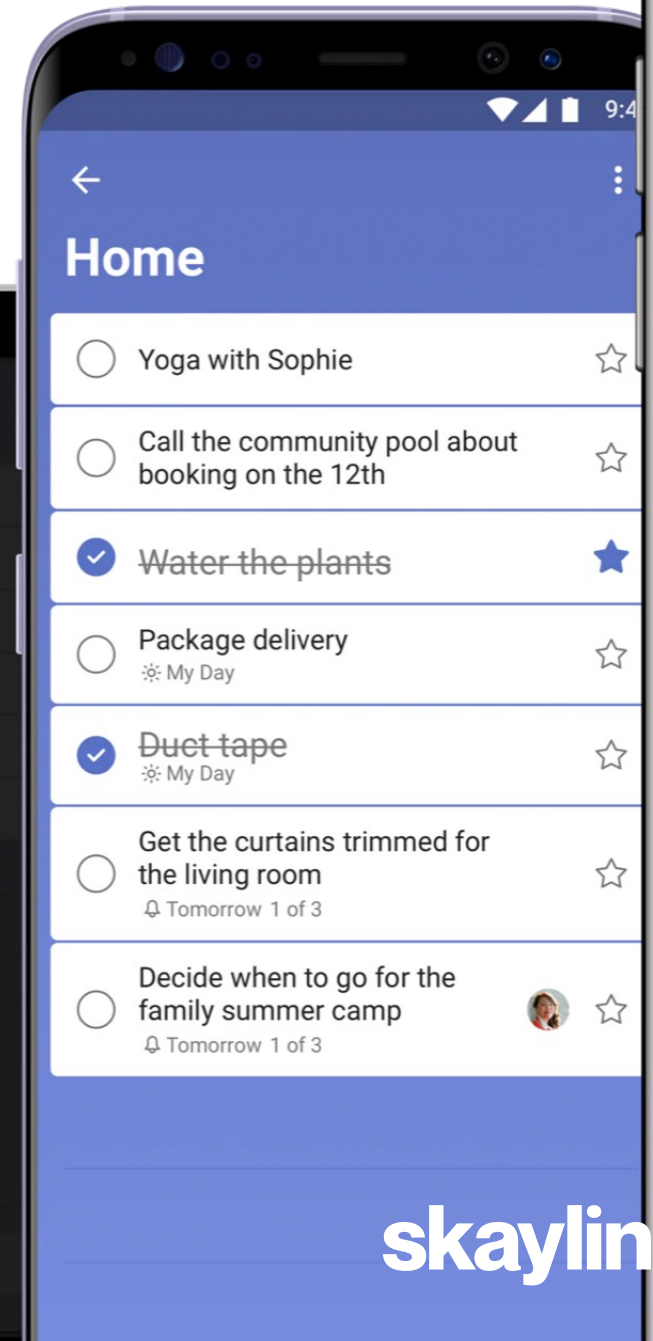 9:4
Home
Yoga with Sophie
Call the community pool about
booking on the 12th
Water the plants
Package delivery
My Day
Duct tape
My Day
Get the curtains trimmed for
the living room
Tomorrow 1 of 3
Decide when to go for the
family summer camp
Tomorrow 1 of 3
skaylin